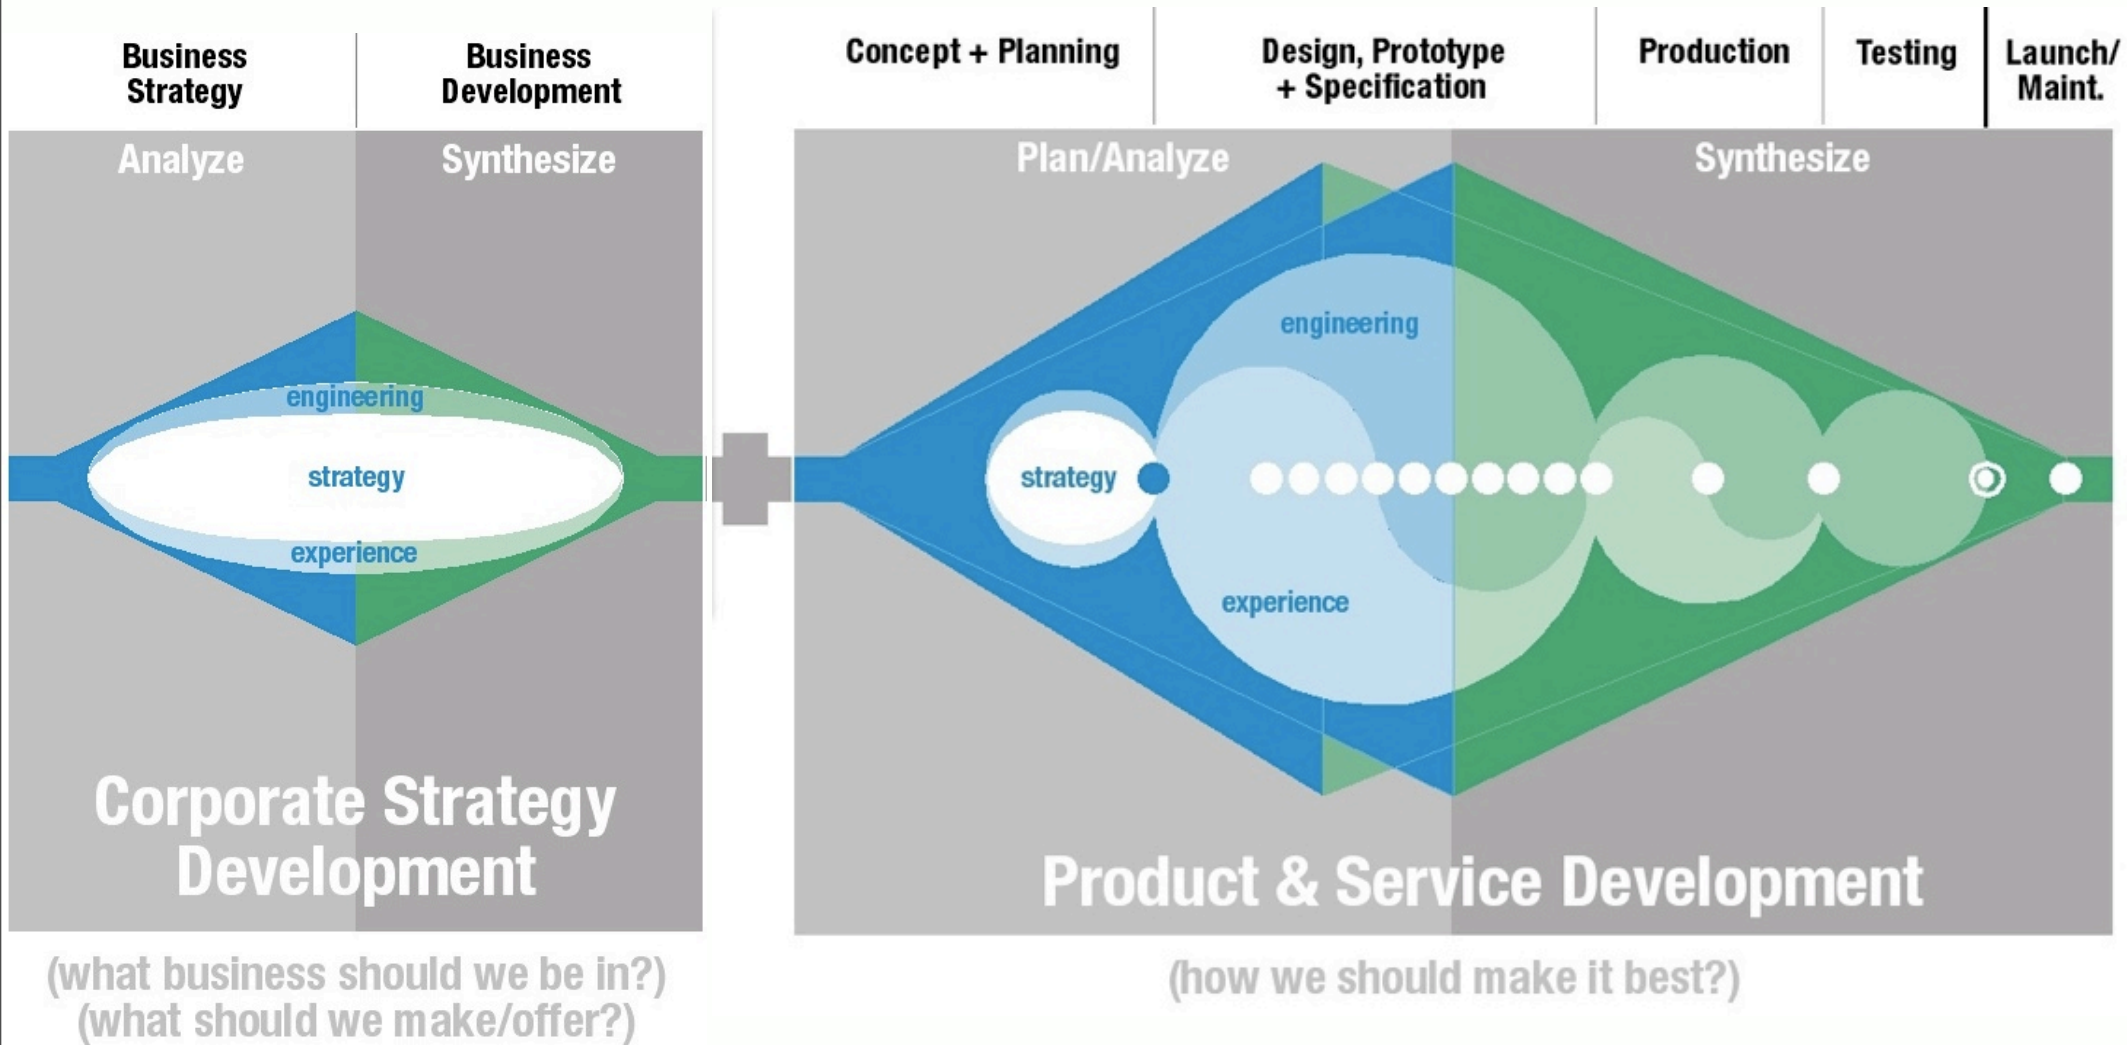 Business
Strategy
Business
Development
Analyze
Synthesize
engineering
strategy
experience
Corporate Strategy
Development
(what business should we be in?)
(what should we make/offer?)
Concept + Planning
Design, Prototype
+ Specification
Production
Testing
Launch/
Maint.
Plan/Analyze
Synthesize
engineering
strategy
experience
Product & Service Development
(how we should make it best?)